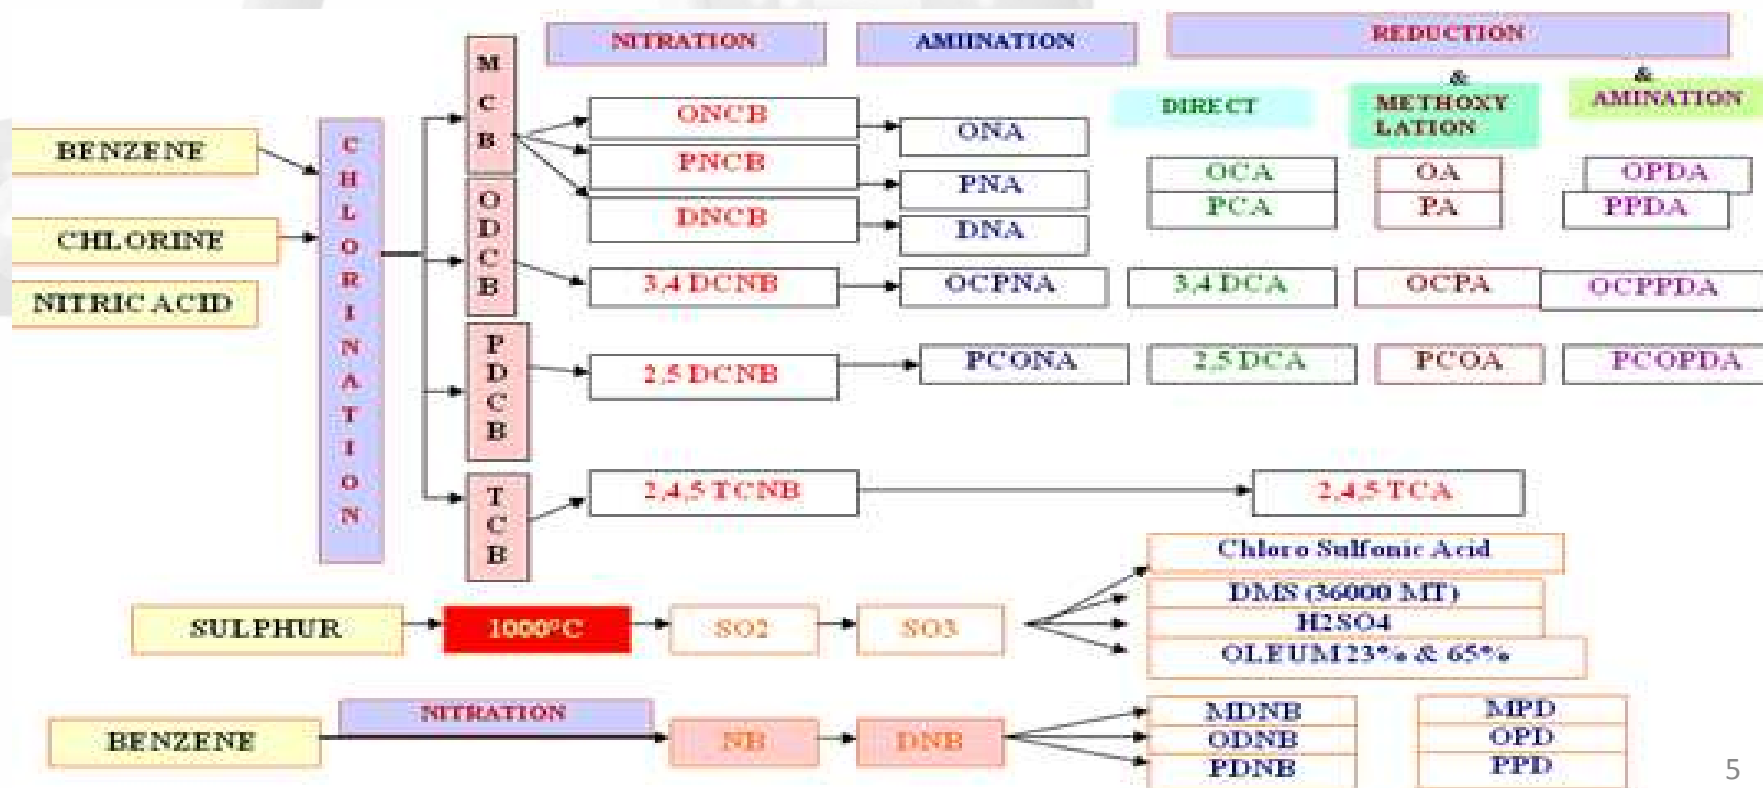 NITRATION
AMIINATION
REDUCTION
&
&
DIRECT
METHOXY
LATION
AMINATION
BENZENE
CHLORINE
NITRIC ACID
CHLORINATION
MCB
ONCB
ONA
PNCB
PNA
DNCB
DNA
OCA
OA
OPDA
PCA
PA
PPDA
ODCB
3,4 DCNB
OCPNA
3,4 DCA
OCPA
OCPPDA
PDCB
2,5 DCNB
PCONA
2,5 DCA
PCOA
PCOPDA
TCB
2,4,5 TCNB
2,4,5 TCA
SULPHUR
1000°C
SO2
SO3
Chloro Sulfonic Acid
DMS (36000 MT)
H2SO4
OLEUM 23% & 65%
BENZENE
NITRATION
NB
DNB
MDNB
MPD
ODNB
OPD
PDNB
PPD
5